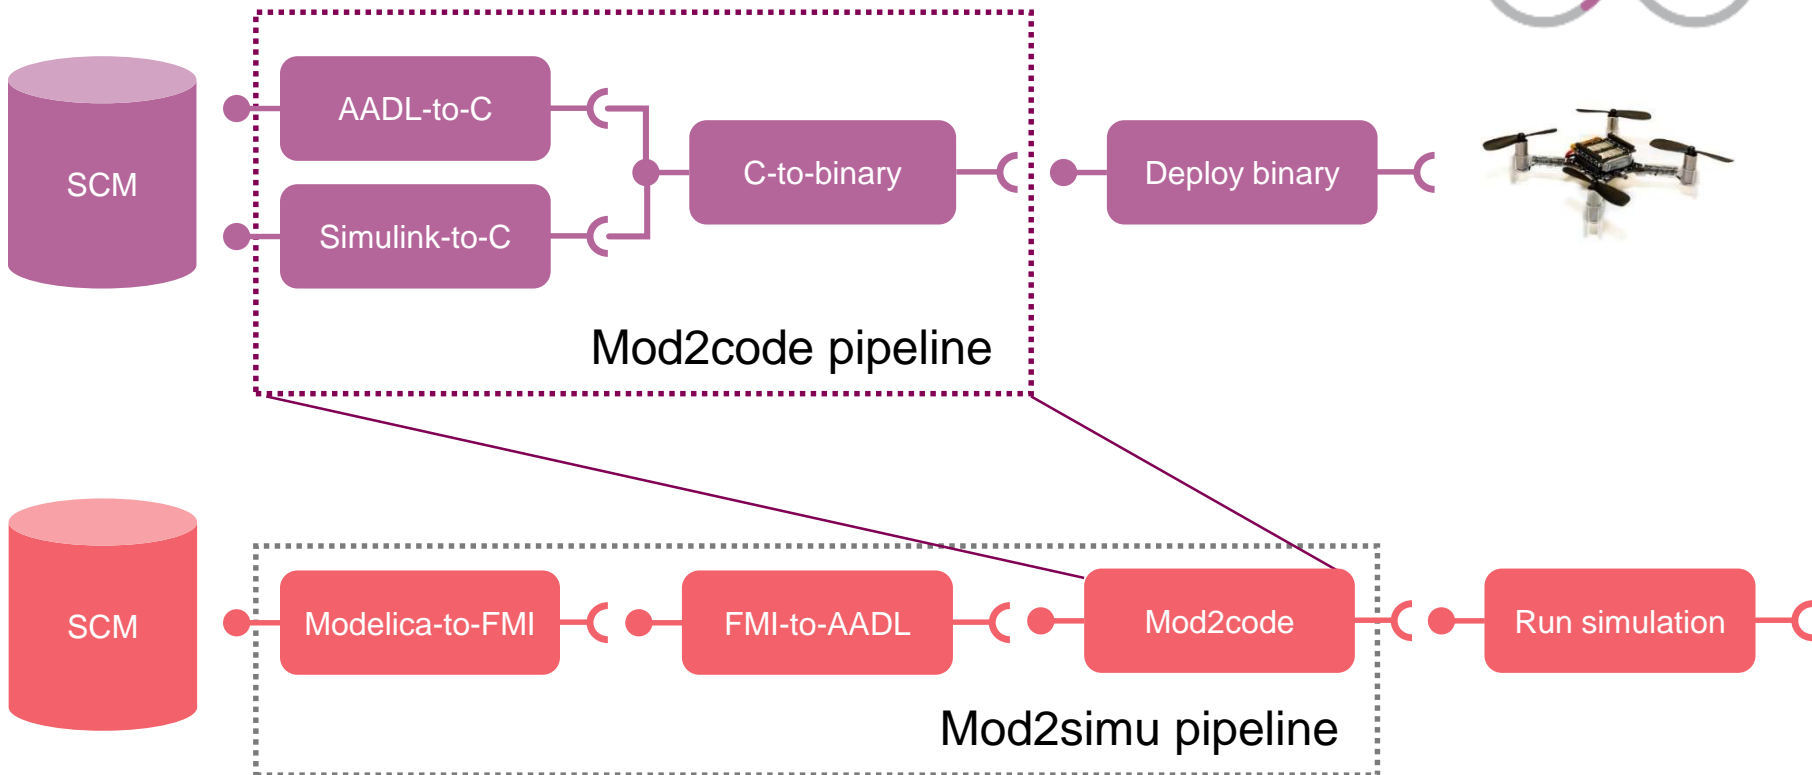 SCM
AADL-to-C
Simulink-to-C
C-to-binary
Deploy binary
Mod2code pipeline
SCM
Modelica-to-FMI
FMI-to-AADL
Mod2code
Run simulation
Mod2simu pipeline